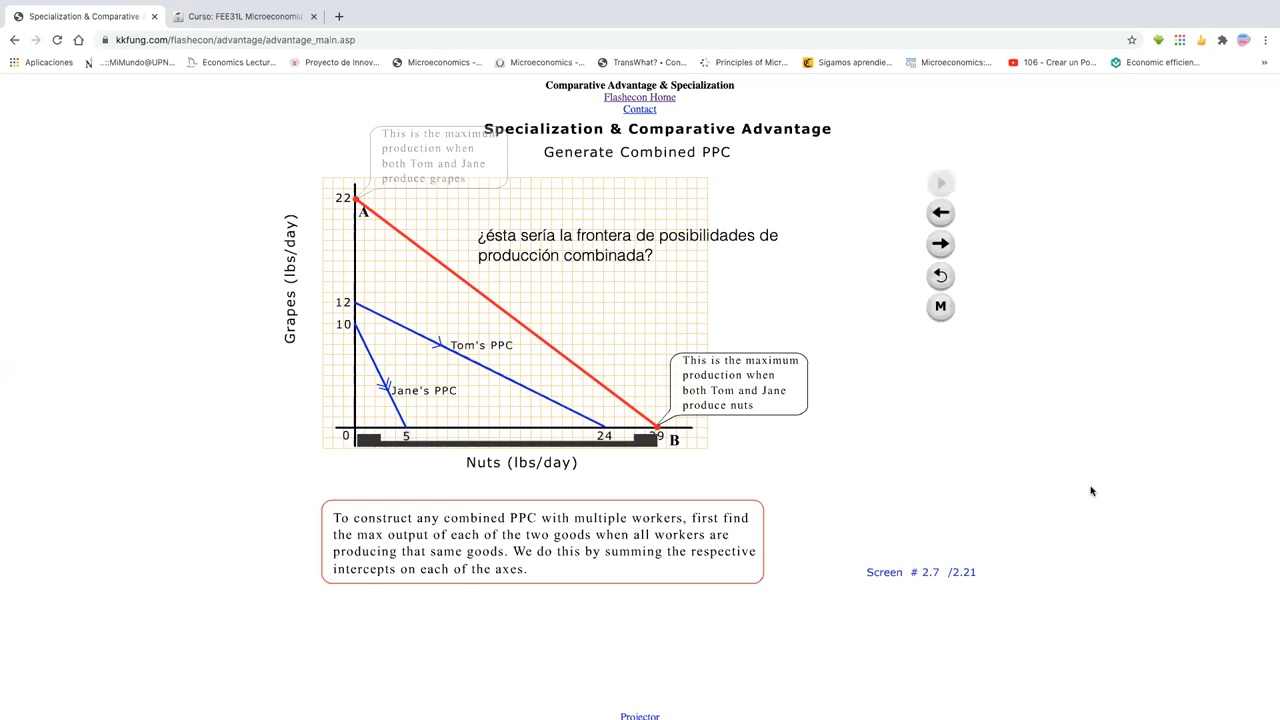 Specialization & Comparative A
Curso: FEE31L Microeconomía
kkfung.com/flashecon/advantage/advantage_main.asp
Aplicaciones
..::MiMundo@UPN...
Economics Lectur...
Proyecto de Innov...
Microeconomics -...
Microeconomics -...
TransWhat? - Con...
Principles of Micr...
Sigamos aprendie...
Microeconomics:...
106 - Crear un Po...
Economic efficien...
»
Comparative Advantage & Specialization
Flashecon Home
Contact
Specialization & Comparative Advantage
Generate Combined PPC
This is the maximum
production when
both Tom and Jane
produce grapes
22
A
¿ésta sería la frontera de posibilidades de
producción combinada?
Grapes (lbs/day)
12
10
Tom's PPC
Jane's PPC
This is the maximum
production when
both Tom and Jane
produce nuts
0
5
24
B
Nuts (lbs/day)
M
To construct any combined PPC with multiple workers, first find
the max output of each of the two goods when all workers are
producing that same goods. We do this by summing the respective
intercepts on each of the axes.
Screen # 2.7 /2.21
Projector